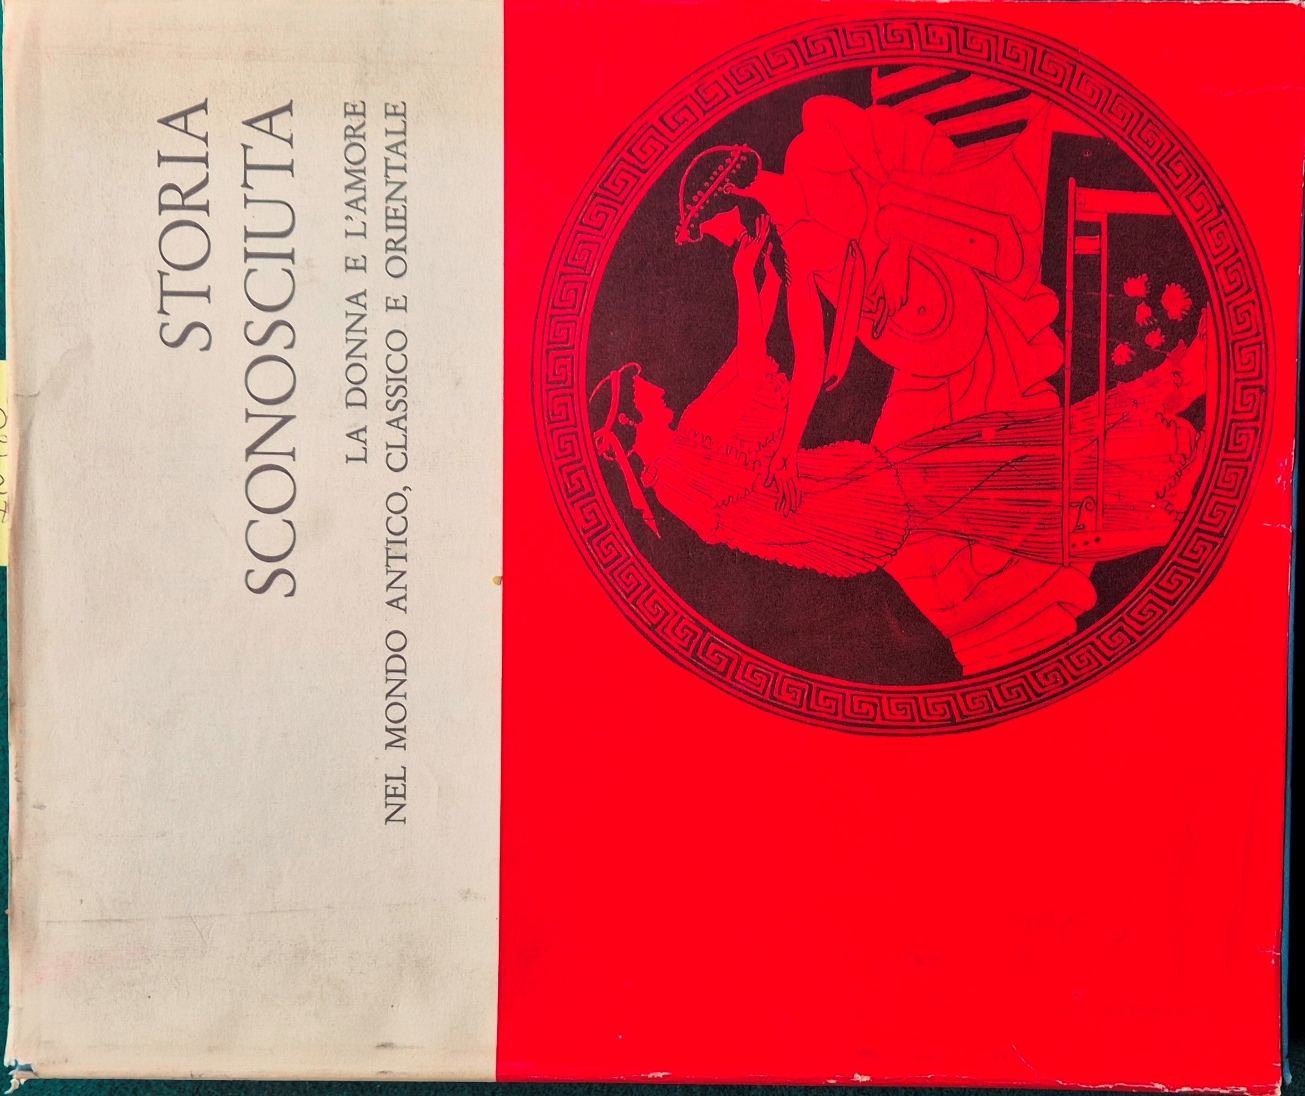 STORIA
SCONOSCIUTA
LA DONNA E L'AMORE
NEL MONDO ANTICO, CLASSICO E ORIENTALE